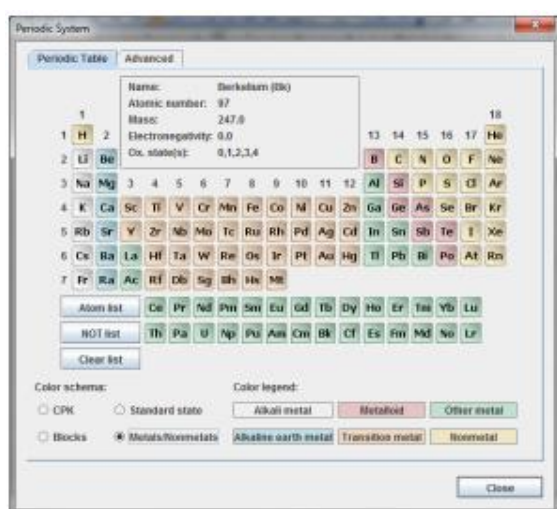 Periodic System
Periodic Table Advanced
Name: Berkelium (Bk)
Atomic number: 97
Mass: 247.0
Electronegativity: 0.0
Ox. state(s): 0,1,2,3,4
1 18
1 H 2 13 14 15 16 17 He
2 Li Be B C N O F Ne
3 Na Mg 3 4 5 6 7 8 9 10 11 12 Al Si P S Cl Ar
4 K Ca Sc Ti V Cr Mn Fe Co Ni Cu Zn Ga Ge As Se Br Kr
5 Rb Sr Y Zr Nb Mo Tc Ru Rh Pd Ag Cd In Sn Sb Te I Xe
6 Cs Ba La Hf Ta W Re Os Ir Pt Au Hg Tl Pb Bi Po At Rn
7 Fr Ra Ac Rf Db Sg Bh Hs Mt
Atom list Ce Pr Nd Pm Sm Eu Gd Tb Dy Ho Er Tm Yb Lu
NOT list Th Pa U Np Pu Am Cm Bk Cf Es Fm Md No Lr
Clear list
Color schema: Color legend:
CPK Standard state Alkali metal Metalloid Other metal
Blocks Metals/Nonmetals Alkaline earth metal Transition metal Nonmetal
Close